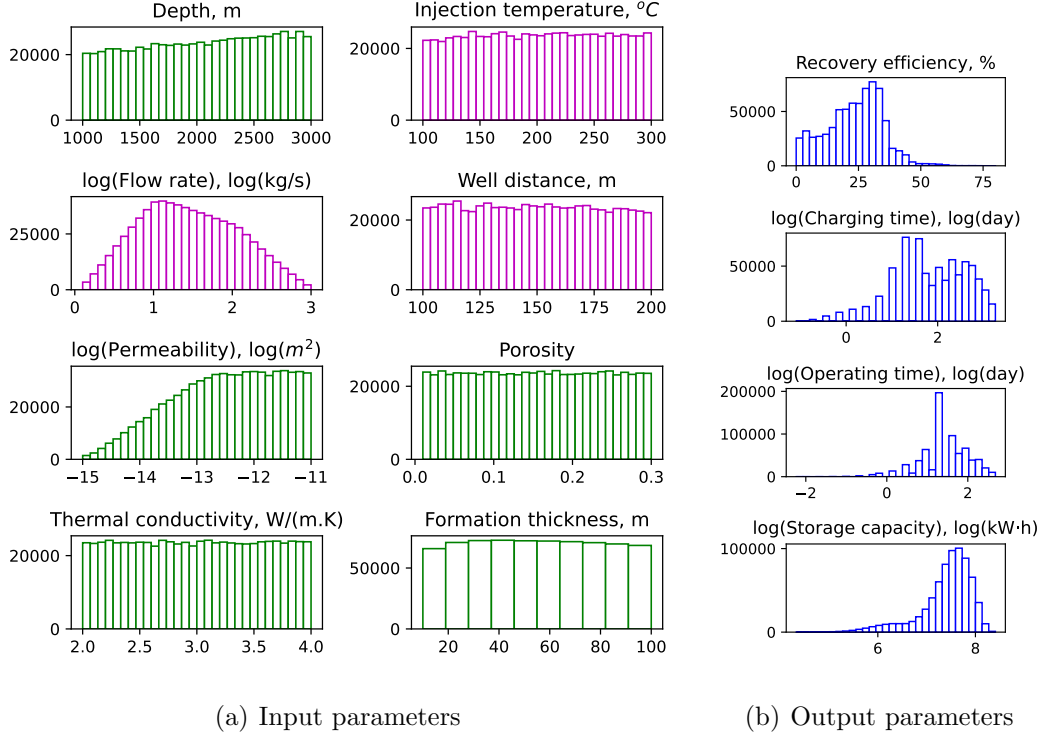 Depth, m
20000
0
1000 1500 2000 2500 3000
Injection temperature, °C
20000
0
100 150 200 250 300
log(Flow rate), log(kg/s)
25000
0
0 1 2 3
Well distance, m
20000
0
100 125 150 175 200
log(Permeability), log(m²)
20000
0
−15 −14 −13 −12 −11
Porosity
20000
0
0.0 0.1 0.2 0.3
Thermal conductivity, W/(m.K)
20000
0
2.0 2.5 3.0 3.5 4.0
Formation thickness, m
50000
0
20 40 60 80 100
(a) Input parameters
Recovery efficiency, %
50000
0
0 25 50 75
log(Charging time), log(day)
50000
0
0 2
log(Operating time), log(day)
200000
100000
0
−2 0 2
log(Storage capacity), log(kW·h)
100000
0
6 8
(b) Output parameters